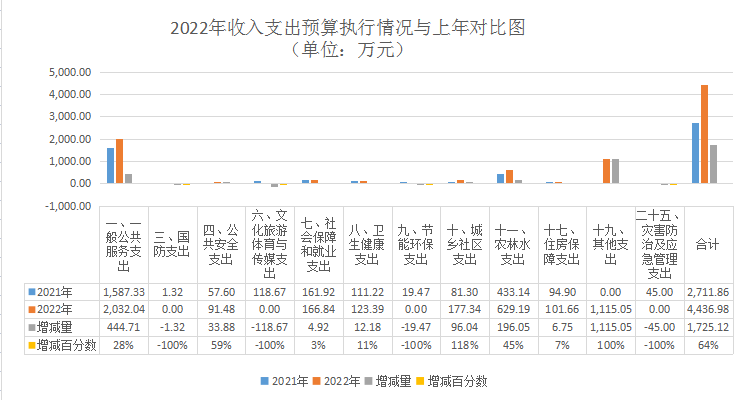 2022年收入支出预算执行情况与上年对比图
（单位：万元）
5,000.00
4,000.00
3,000.00
2,000.00
1,000.00
0.00
-1,000.00
一、一般公共服务支出
三、国防支出
四、公共安全支出
六、文化旅游体育与传媒支出
七、社会保障和就业支出
八、卫生健康支出
九、节能环保支出
十、城乡社区支出
十一、农林水支出
十七、住房保障支出
十九、其他支出
二十五、灾害防治及应急管理支出
合计
2021年 1,587.33 1.32 57.60 118.67 161.92 111.22 19.47 81.30 433.14 94.90 0.00 45.00 2,711.86
2022年 2,032.04 0.00 91.48 0.00 166.84 123.39 0.00 177.34 629.19 101.66 1,115.05 0.00 4,436.98
增减量 444.71 -1.32 33.88 -118.67 4.92 12.18 -19.47 96.04 196.05 6.75 1,115.05 -45.00 1,725.12
增减百分数 28% -100% 59% -100% 3% 11% -100% 118% 45% 7% 100% -100% 64%
2021年 2022年 增减量 增减百分数